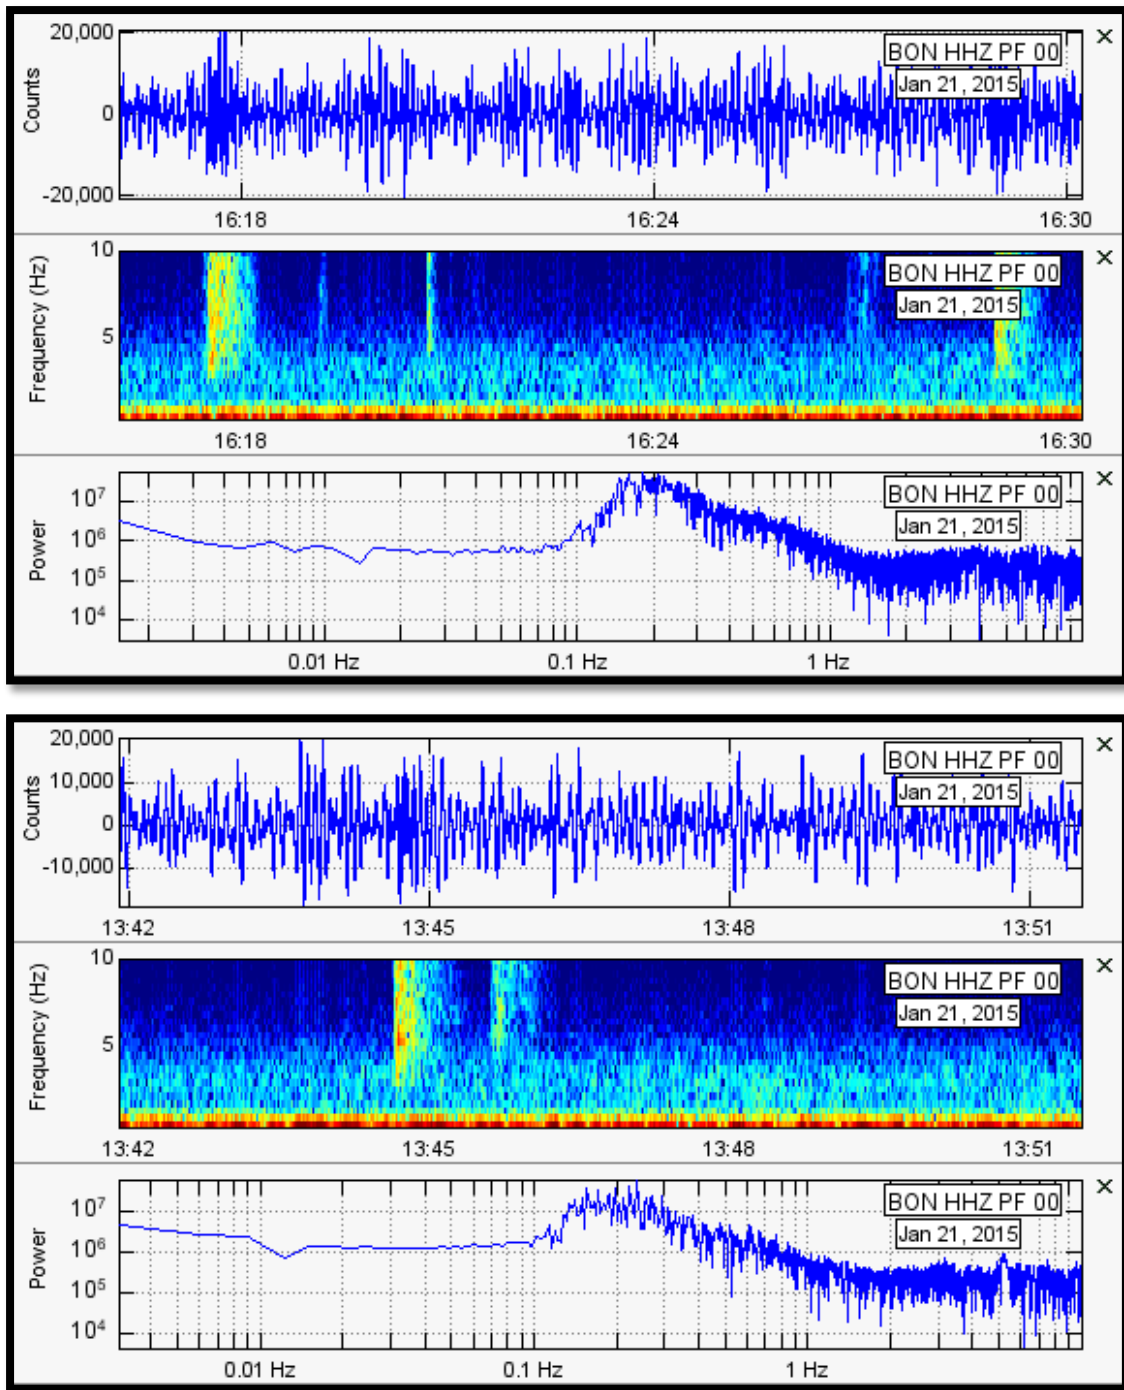 20,000
BON HHZ PF 00
Jan 21, 2015
Counts
0
-20,000
16:18 16:24 16:30
10
BON HHZ PF 00
Jan 21, 2015
Frequency (Hz)
5
16:18 16:24 16:30
BON HHZ PF 00
10⁷
Jan 21, 2015
10⁶
Power
10⁵
10⁴
0.01 Hz 0.1 Hz 1 Hz
20,000
BON HHZ PF 00
10,000
Jan 21, 2015
Counts
0
-10,000
13:42 13:45 13:48 13:51
10
BON HHZ PF 00
Jan 21, 2015
Frequency (Hz)
5
13:42 13:45 13:48 13:51
BON HHZ PF 00
10⁷
Jan 21, 2015
10⁶
Power
10⁵
10⁴
0.01 Hz 0.1 Hz 1 Hz